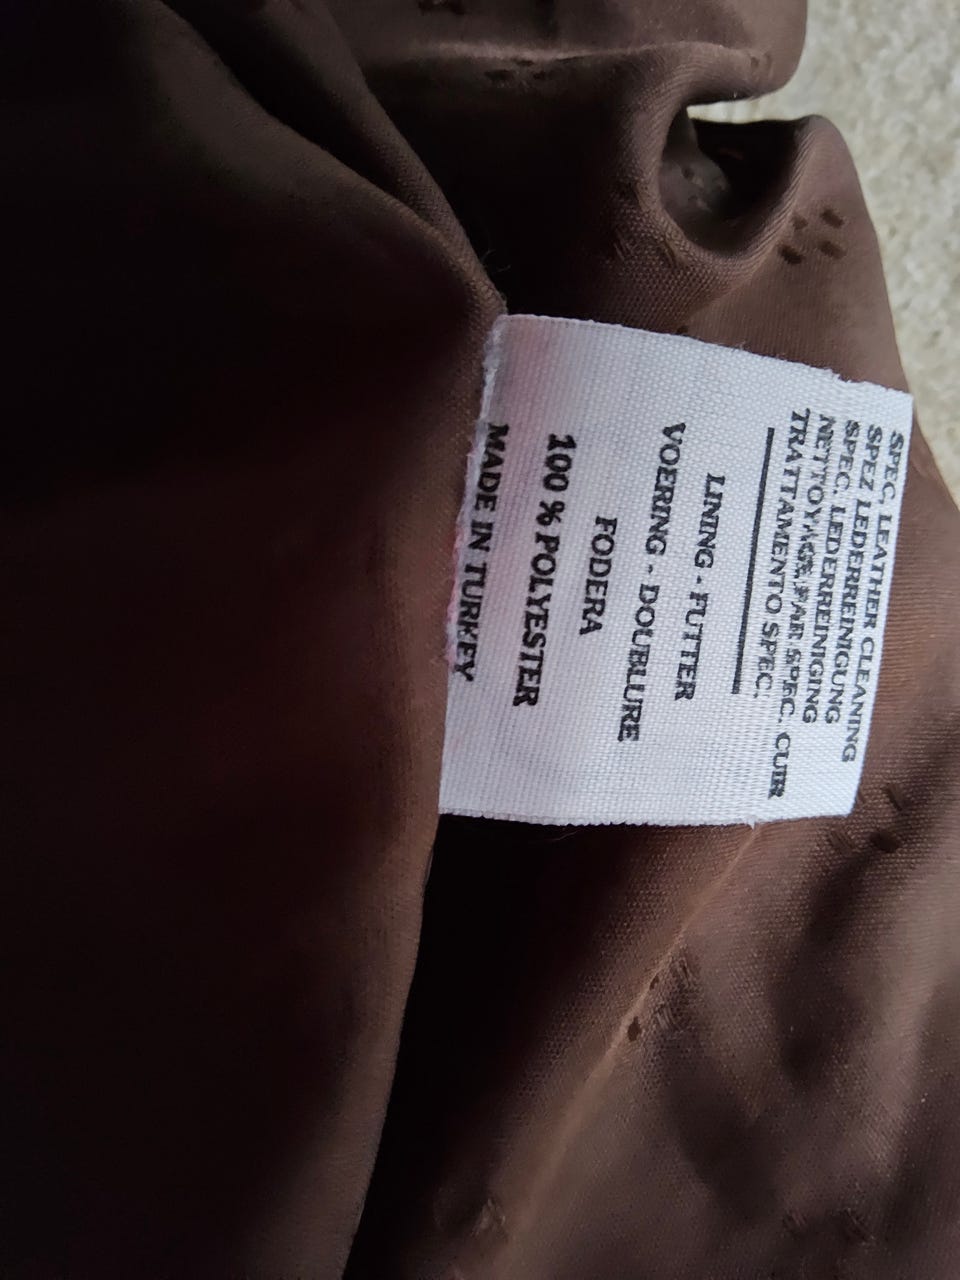 SPEC, LEATHER CLEANING
SPEZ LEDERREINIGUNG
SPEC. LEDERREINIGING
NETTOYAGE PAR SPEC. CUIR
TRATTAMENTO SPEC.
LINING - FUTTER
VOERING - DOUBLURE
FODERA
100 % POLYESTER
MADE IN TURKEY